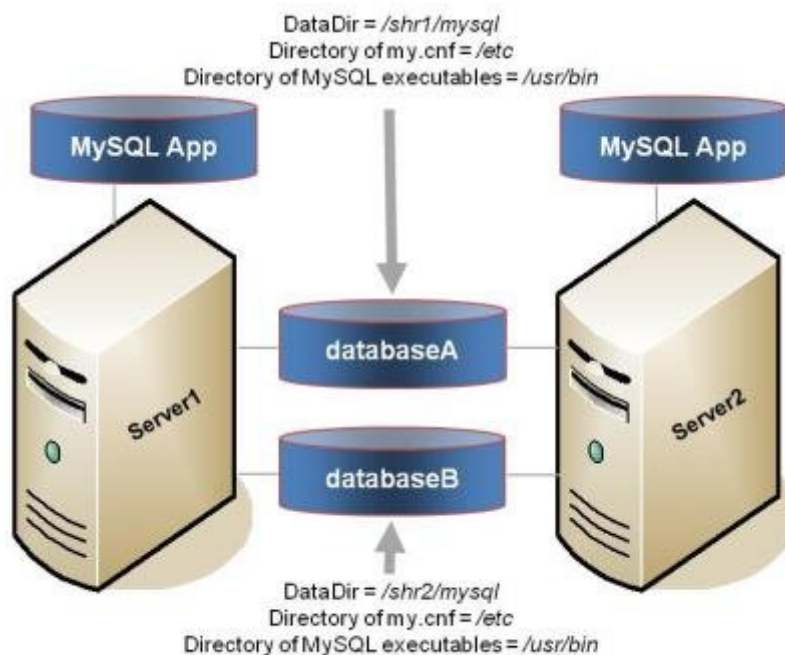 DataDir = /shr1/mysql
Directory of my.cnf = /etc
Directory of MySQL executables = /usr/bin
MySQL App
MySQL App
Server1
databaseA
Server2
databaseB
DataDir = /shr2/mysql
Directory of my.cnf = /etc
Directory of MySQL executables = /usr/bin